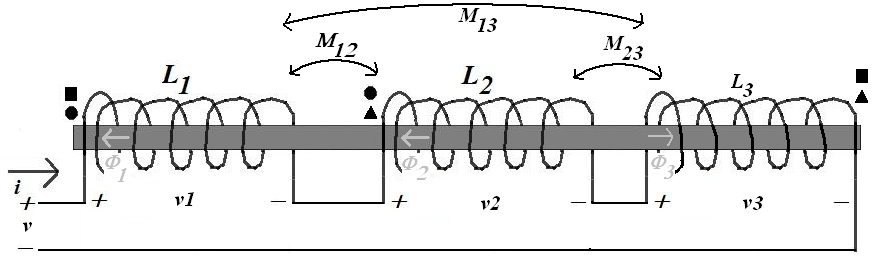 M13
M12
M23
L1
L2
L3
Φ1
Φ2
Φ3
i
+
v
−
+ v1 −
+ v2 −
+ v3 −